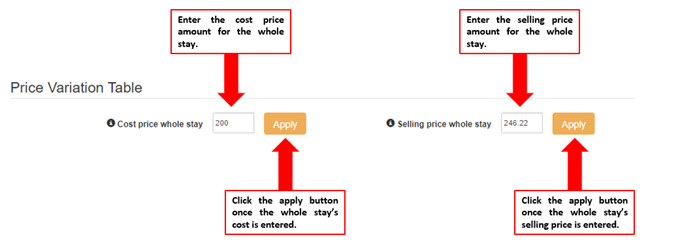 Enter the cost price
amount for the whole
stay.
Enter the selling price
amount for the whole
stay.
Price Variation Table
Cost price whole stay 200 Apply
Selling price whole stay 246.22 Apply
Click the apply button
once the whole stay's
cost is entered.
Click the apply button
once the whole stay's
selling price is entered.